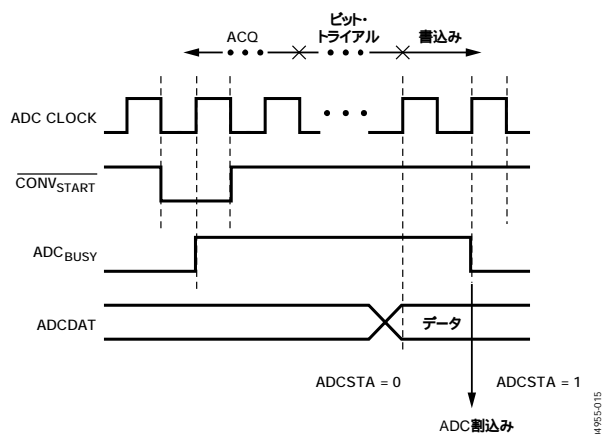 ACQ
ビット・
トライアル
書込み
ADC CLOCK
CONVSTART
ADCBUSY
ADCDAT
データ
ADCSTA = 0
ADCSTA = 1
ADC割込み
04955-015